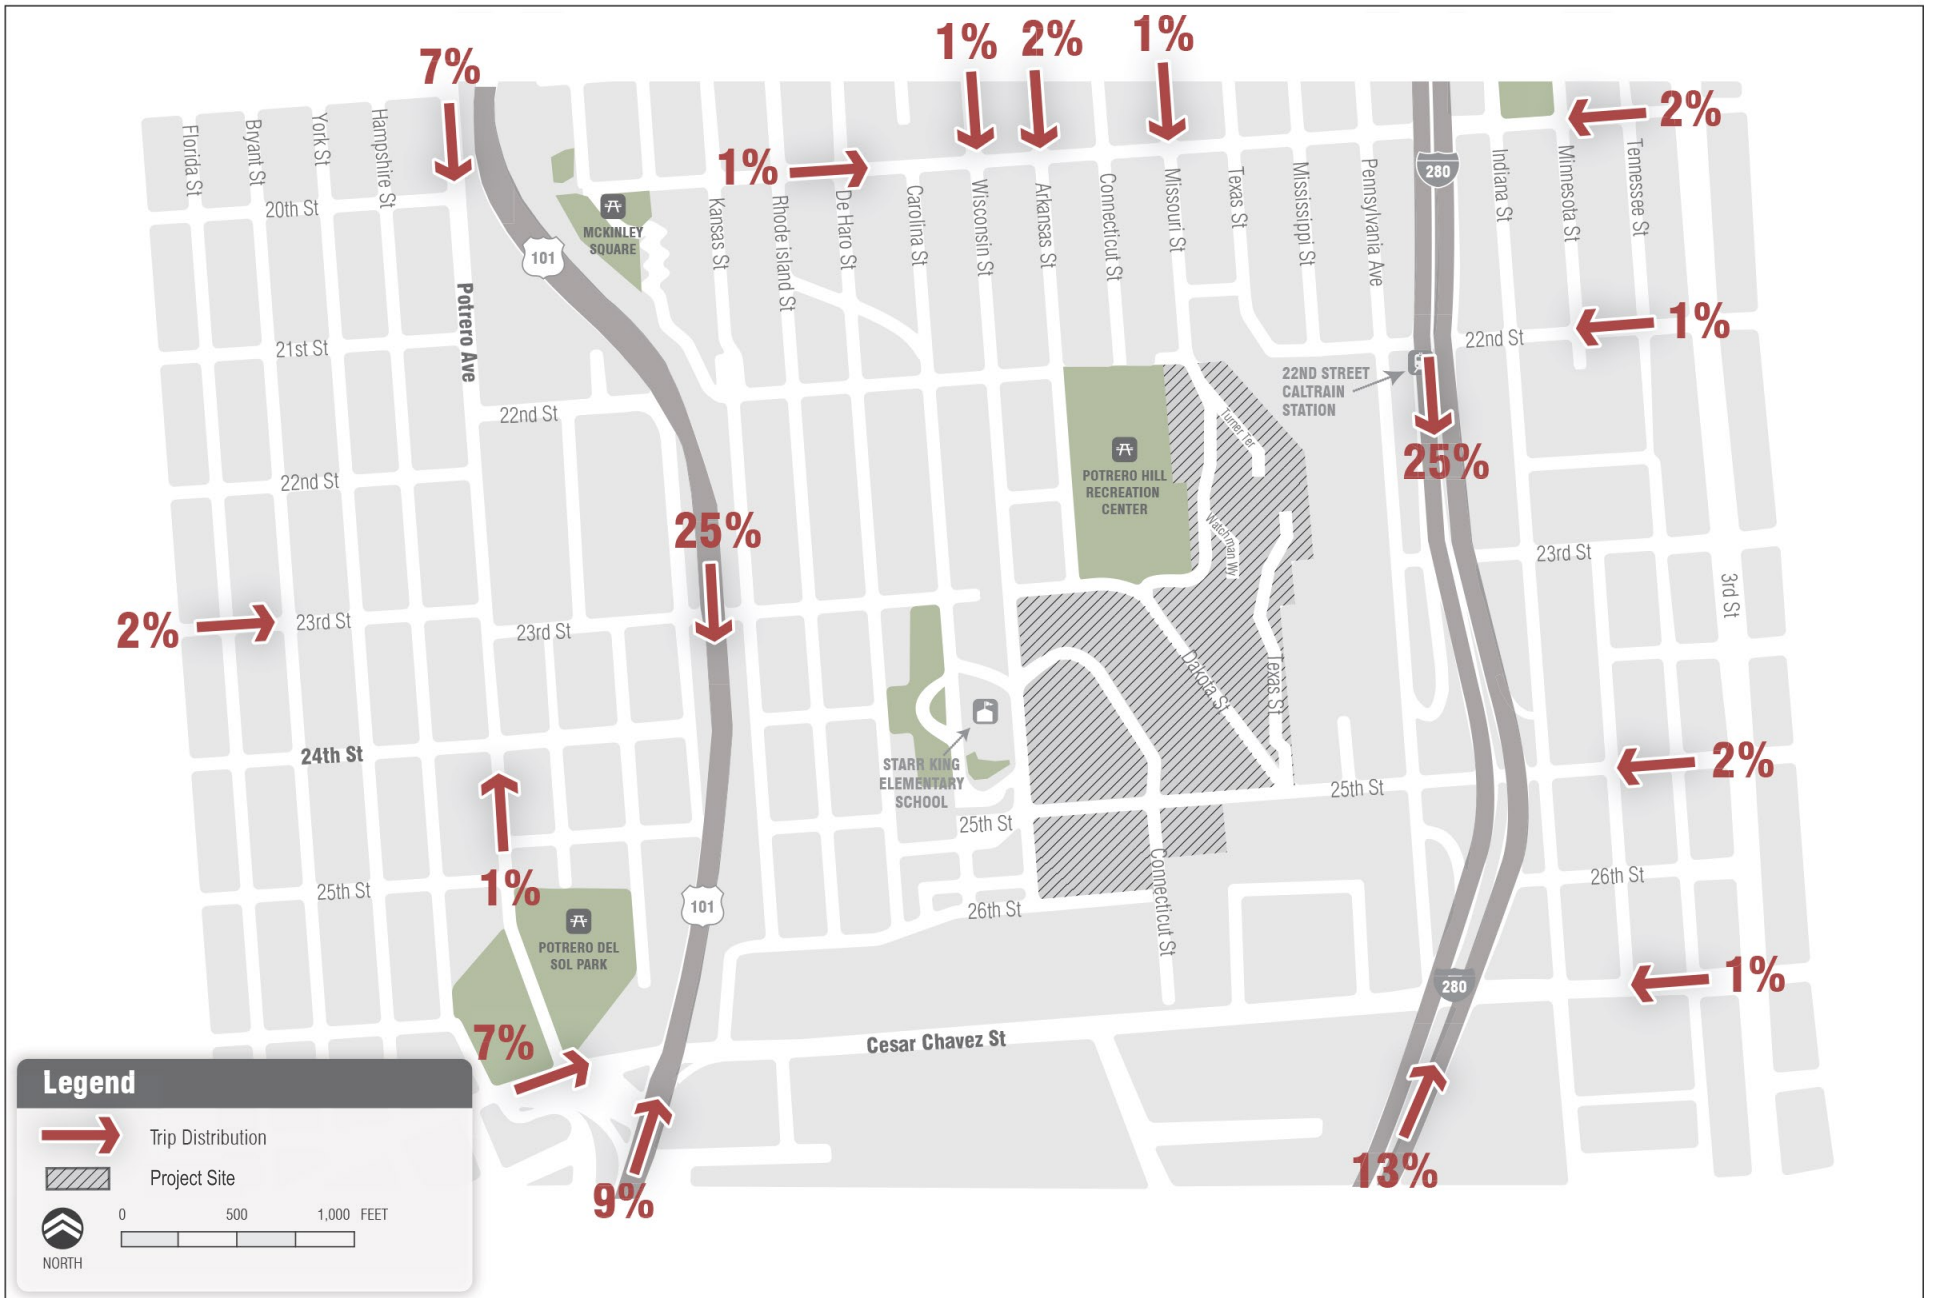 1%
2%
1%
7%
2%
1%
Florida St
Bryant St
York St
Hampshire St
20th St
101
MCKINLEY
SQUARE
Kansas St
Rhode island St
De Haro St
Carolina St
Wisconsin St
Arkansas St
Connecticut St
Missouri St
Texas St
Mississippi St
Pennsylvania Ave
280
Indiana St
Minnesota St
Tennessee St
Potrero Ave
21st St
22nd St
1%
22nd St
22ND STREET
CALTRAIN
STATION
Turner Ter
25%
POTRERO HILL
RECREATION
CENTER
22nd St
25%
Watchman Wy
23rd St
3rd St
2%
23rd St
23rd St
Dakota St
Texas St
24th St
STARR KING
ELEMENTARY
SCHOOL
2%
25th St
25th St
1%
25th St
101
Connecticut St
26th St
26th St
POTRERO DEL
SOL PARK
280
1%
7%
Cesar Chavez St
9%
13%
Legend
Trip Distribution
Project Site
0 500 1,000 FEET
NORTH